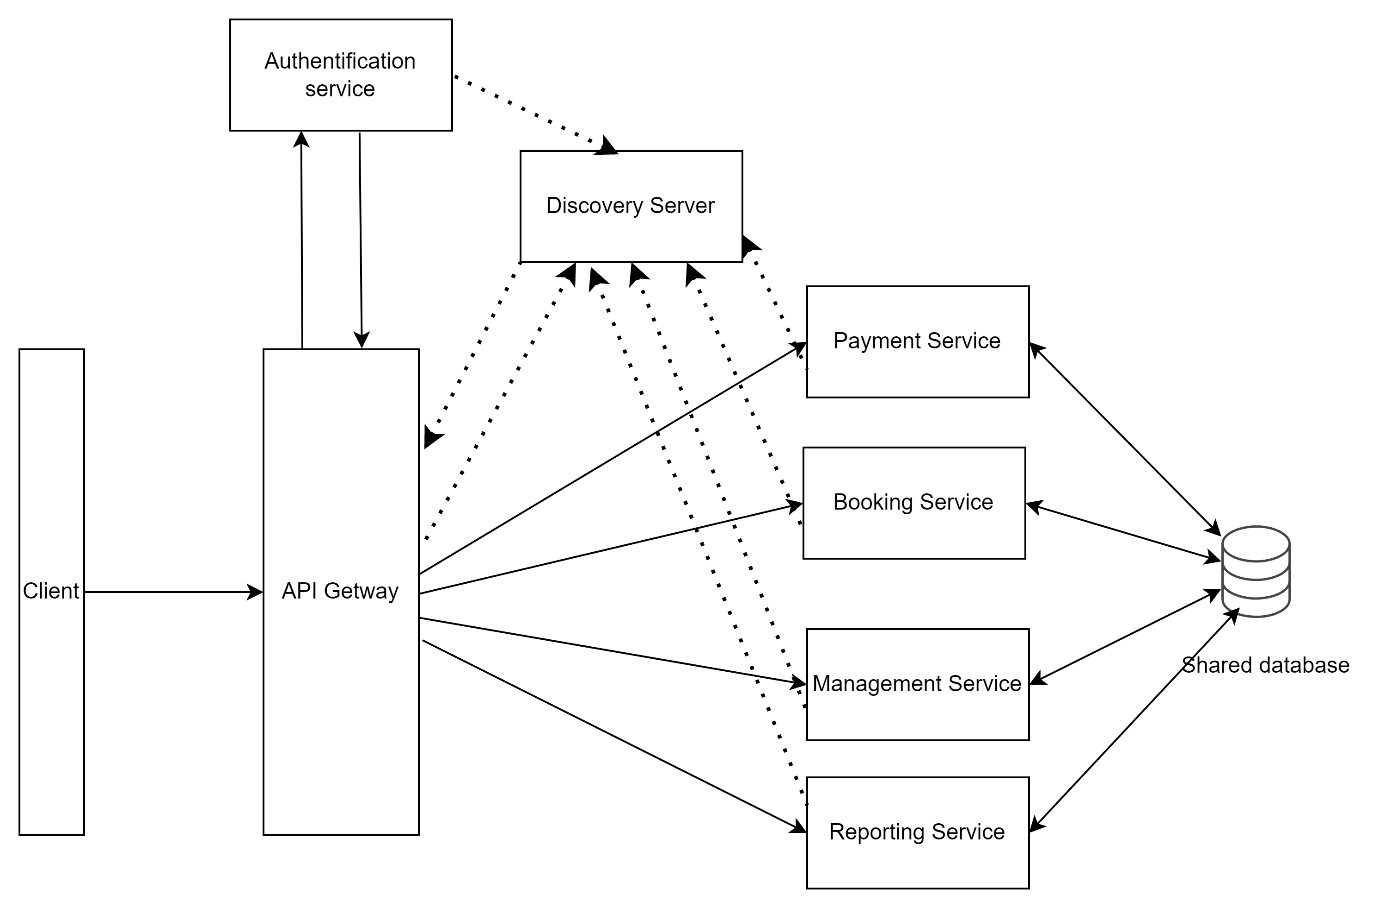 Authentification
service
Discovery Server
Payment Service
Booking Service
Client
API Getway
Shared database
Management Service
Reporting Service